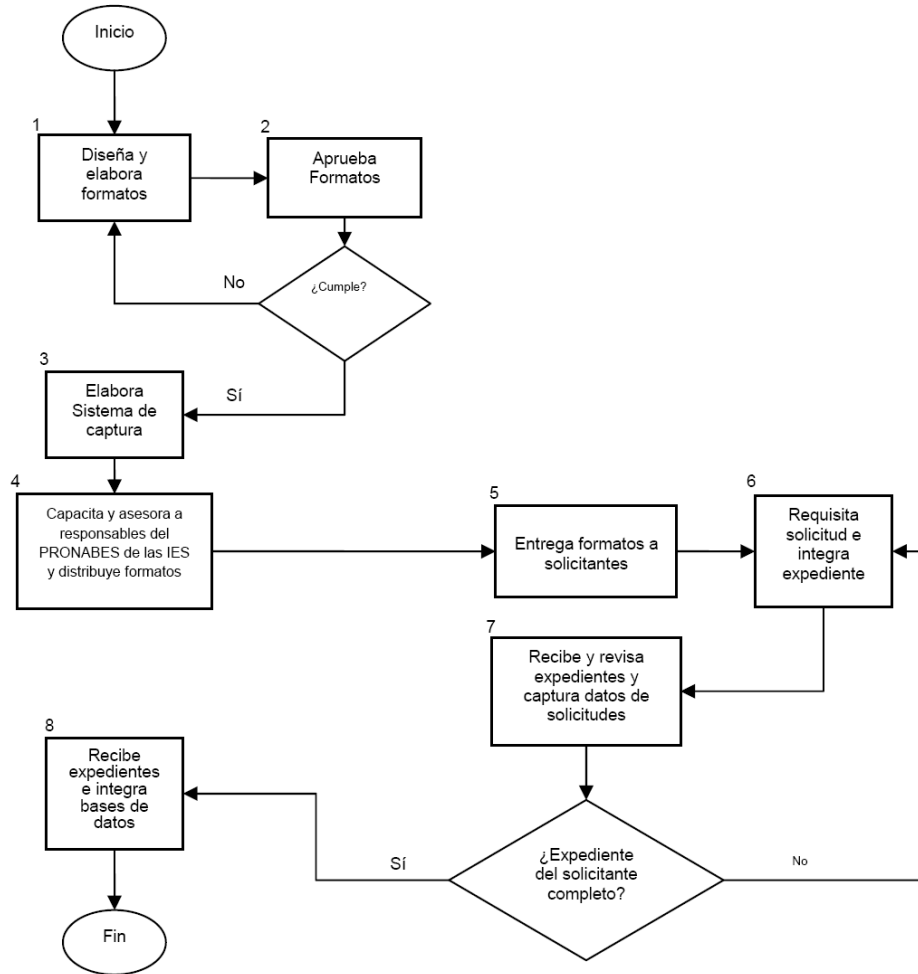 Inicio
1
Diseña y
elabora
formatos
2
Aprueba
Formatos
¿Cumple?
No
Sí
3
Elabora
Sistema de
captura
4
Capacita y asesora a
responsables del
PRONABES de las IES
y distribuye formatos
5
Entrega formatos a
solicitantes
6
Requisita
solicitud e
integra
expediente
7
Recibe y revisa
expedientes y
captura datos de
solicitudes
8
Recibe
expedientes
e integra
bases de
datos
¿Expediente
del solicitante
completo?
Sí
No
Fin